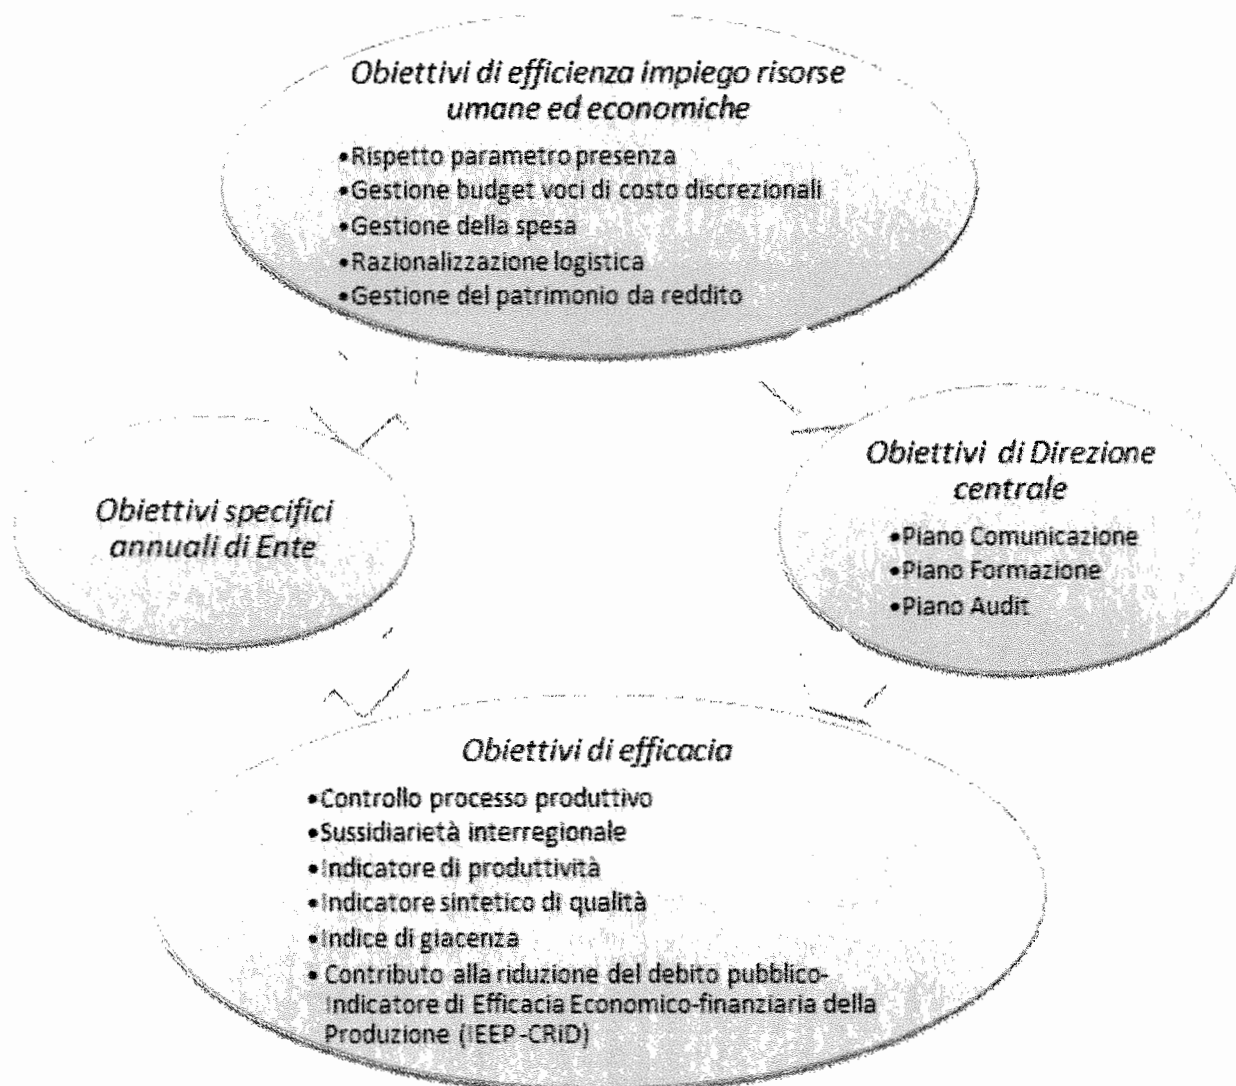 Obiettivi di efficienza impiego risorse
umane ed economiche
•Rispetto parametro presenza
•Gestione budget voci di costo discrezionali
•Gestione della spesa
•Razionalizzazione logistica
•Gestione del patrimonio da reddito
Obiettivi specifici
annuali di Ente
Obiettivi di Direzione
centrale
•Piano Comunicazione
•Piano Formazione
•Piano Audit
Obiettivi di efficacia
•Controllo processo produttivo
•Sussidiarietà interregionale
•Indicatore di produttività
•Indicatore sintetico di qualità
•Indice di giacenza
• Contributo alla riduzione del debito pubblico-
Indicatore di Efficacia Economico-finanziaria della
Produzione (IEEP-CRID)